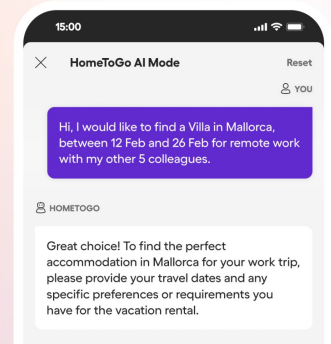 15:00
HomeToGo AI Mode
Reset
YOU
Hi, I would like to find a Villa in Mallorca,
between 12 Feb and 26 Feb for remote work
with my other 5 colleagues.
HOMETOGO
Great choice! To find the perfect
accommodation in Mallorca for your work trip,
please provide your travel dates and any
specific preferences or requirements you
have for the vacation rental.